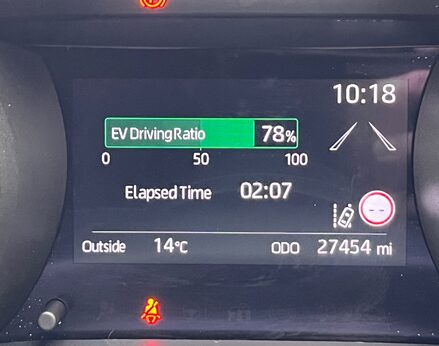 10:18
EV Driving Ratio 78%
0 50 100
Elapsed Time 02:07
--
Outside 14°C ODO 27454 mi